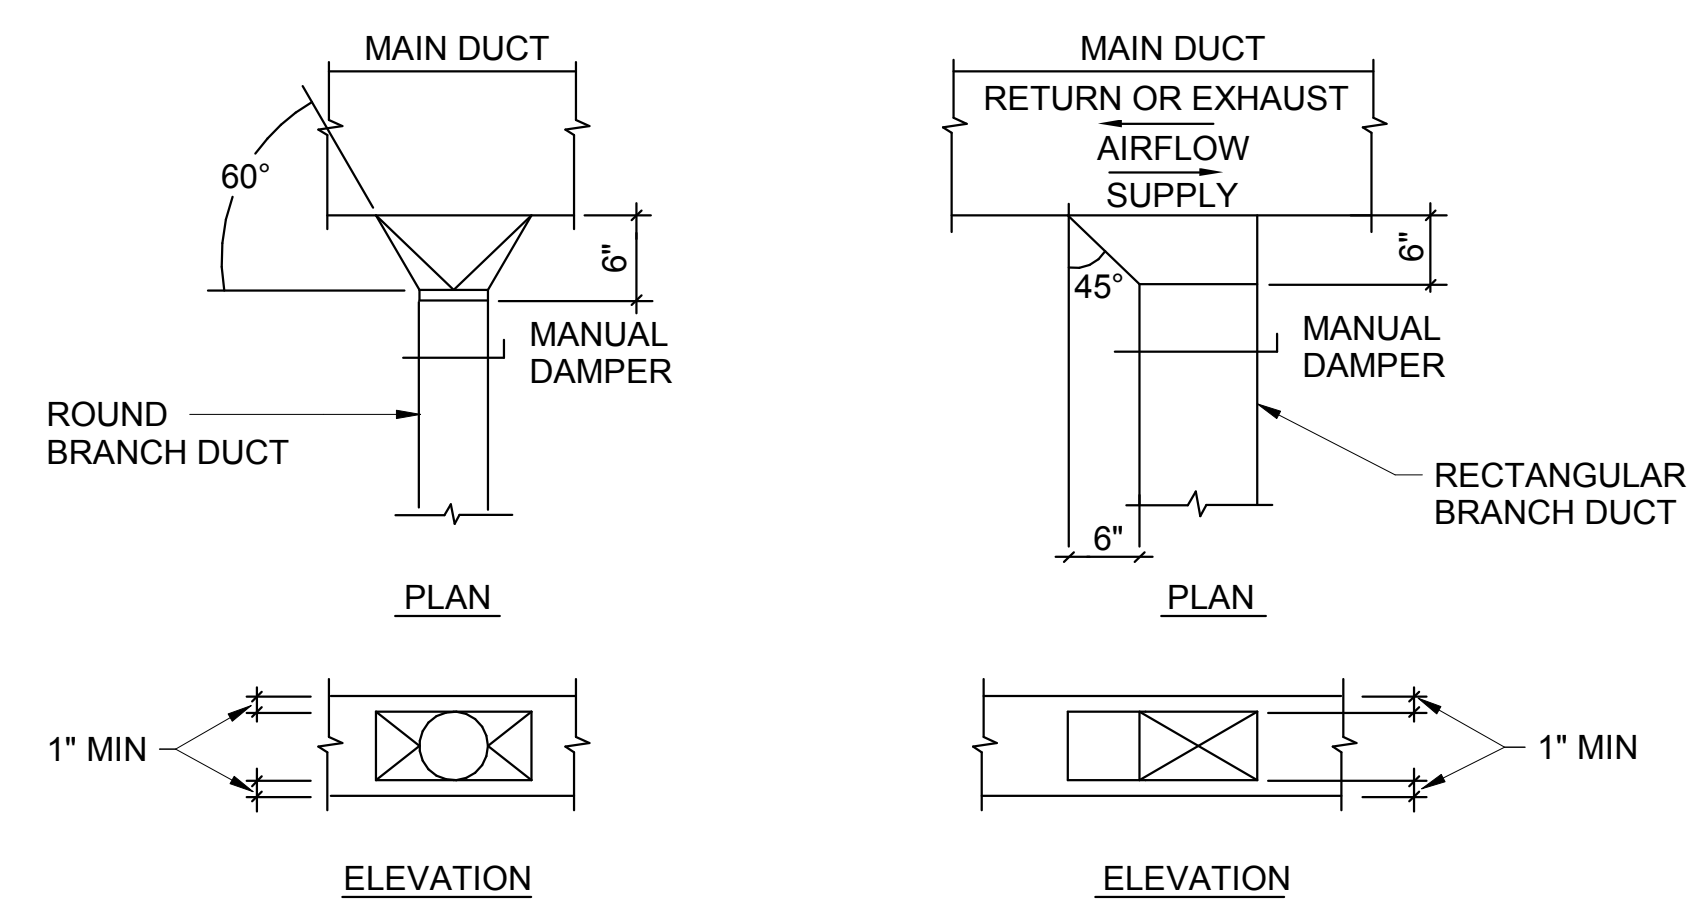 MAIN DUCT
60°
6"
MANUAL
DAMPER
ROUND
BRANCH DUCT
PLAN
1" MIN
ELEVATION
MAIN DUCT
RETURN OR EXHAUST
AIRFLOW
SUPPLY
6"
45°
MANUAL
DAMPER
RECTANGULAR
BRANCH DUCT
6"
PLAN
1" MIN
ELEVATION